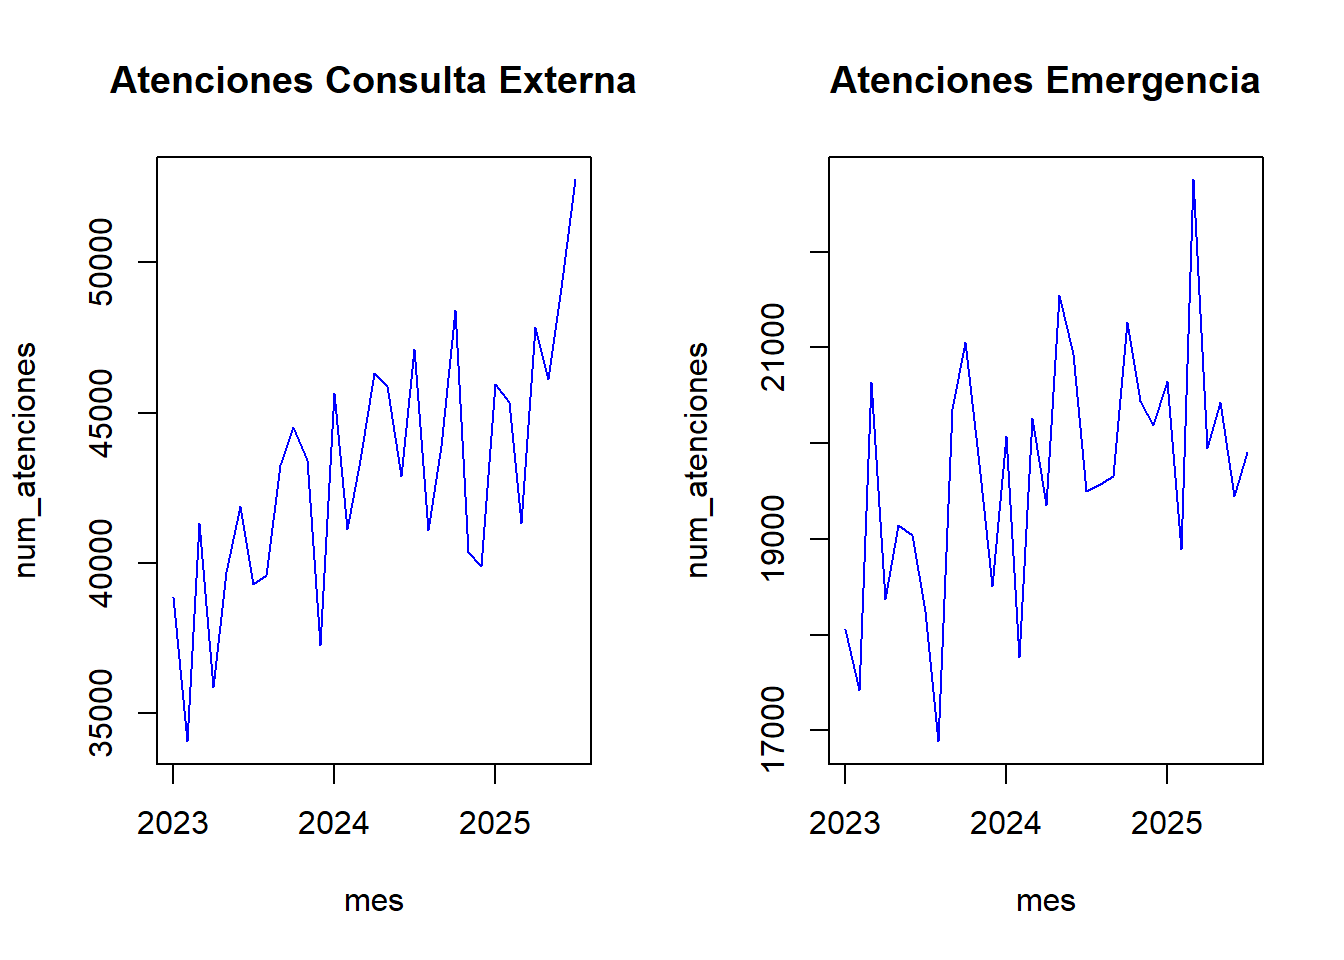 Atenciones Consulta Externa
num_atenciones
50000
45000
40000
35000
2023 2024 2025
mes
Atenciones Emergencia
num_atenciones
21000
19000
17000
2023 2024 2025
mes